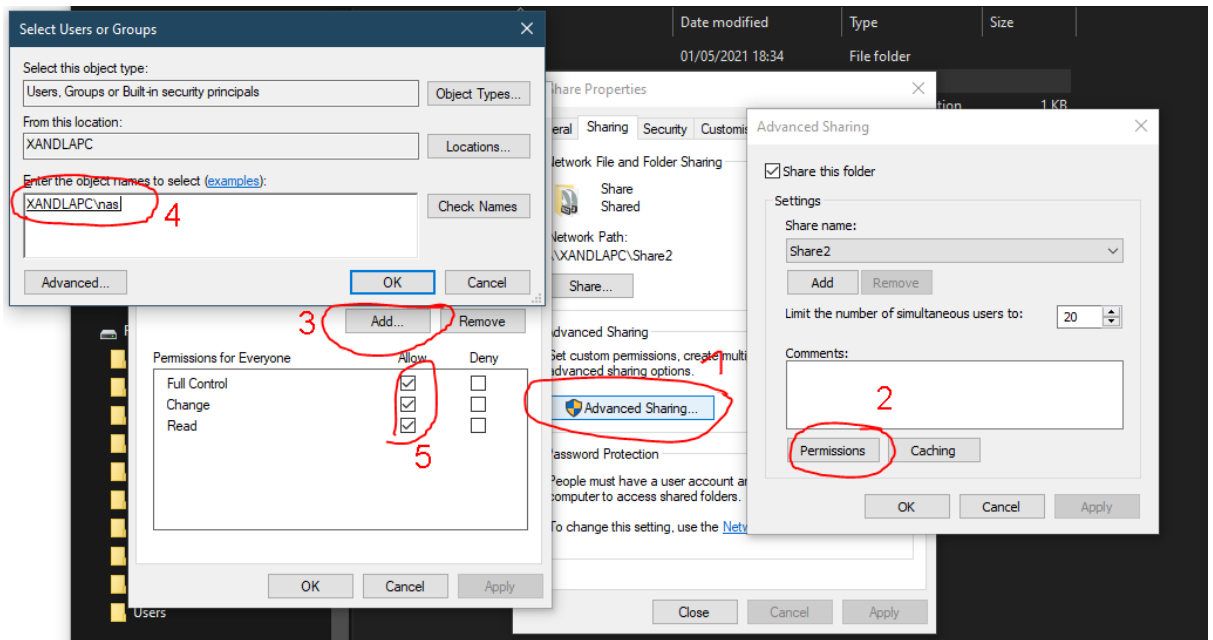 Select Users or Groups
Select this object type:
Users, Groups or Built-in security principals
Object Types...
From this location:
XANDLAPC
Locations...
Enter the object names to select (examples):
XANDLAPC\nas
4
Check Names
Advanced...
OK
Cancel
3
Add...
Remove
Permissions for Everyone
Allow
Deny
Full Control
Change
Read
5
OK
Cancel
Apply
Users
Date modified
Type
Size
01/05/2021 18:34
File folder
1 KB
Share Properties
Sharing
Security
Network File and Folder Sharing
Share
Shared
Network Path:
\\XANDLAPC\Share2
Share...
Advanced Sharing
Set custom permissions, create
advanced sharing options.
1
Advanced Sharing...
Password Protection
People must have a user account
computer to access shared folders.
To change this setting, use the
Close
Cancel
Apply
Advanced Sharing
Share this folder
Settings
Share name:
Share2
Add
Remove
Limit the number of simultaneous users to:
20
Comments:
2
Permissions
Caching
OK
Cancel
Apply